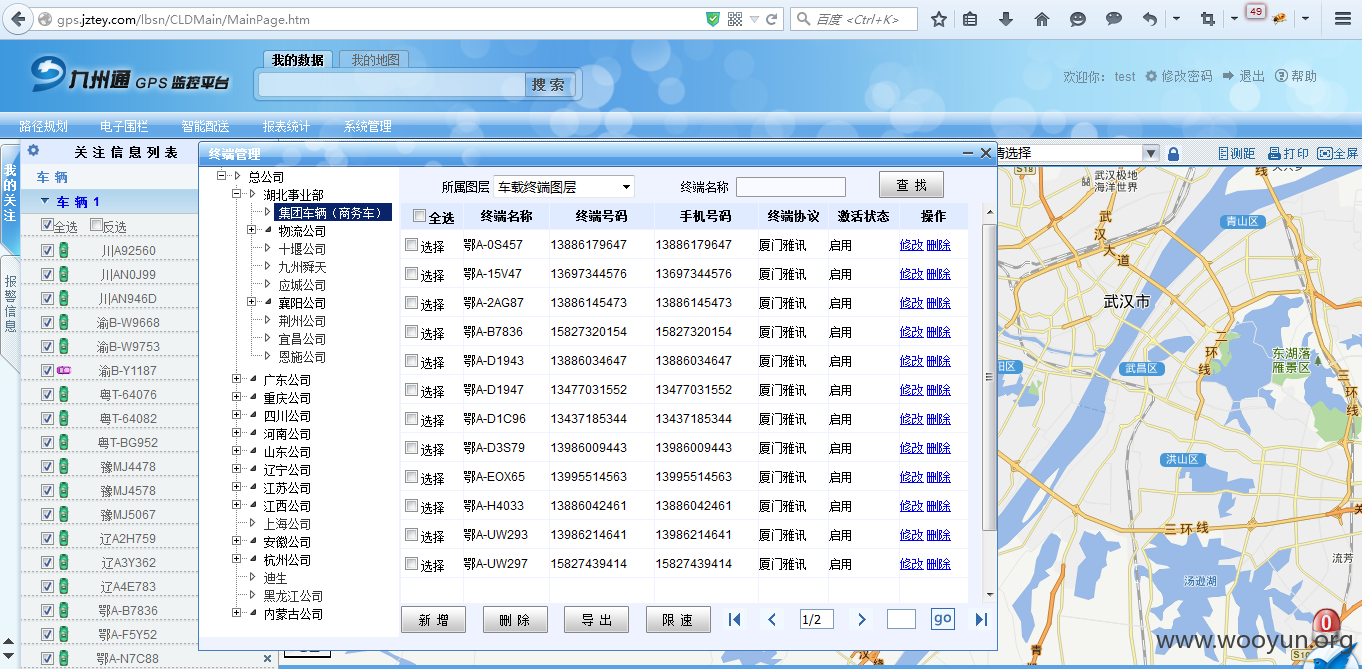 gps.jztey.com/lbsn/CLDMain/MainPage.htm
百度 <Ctrl+K>
49
九州通 GPS 监控平台
我的数据 我的地图
搜 索
欢迎你: test 修改密码 退出 帮助
路径规划 电子围栏 智能配送 报表统计 系统管理
我的关注
报警信息
关 注 信 息 列 表
车 辆
车 辆 1
全选 反选
川A92560
川AN0J99
川AN946D
渝B-W9668
渝B-W9753
渝B-Y1187
粤T-64076
粤T-64082
粤T-BG952
豫MJ4478
豫MJ4578
豫MJ5067
辽A2H759
辽A3Y362
辽A4E783
鄂A-B7836
鄂A-F5Y52
鄂A-N7C88
终端管理
总公司
湖北事业部
集团车辆（商务车）
物流公司
十堰公司
九州舜天
应城公司
襄阳公司
荆州公司
宜昌公司
恩施公司
广东公司
重庆公司
四川公司
河南公司
山东公司
辽宁公司
江苏公司
江西公司
上海公司
安徽公司
杭州公司
迪生
黑龙江公司
内蒙古公司
所属图层 车载终端图层 终端名称 查 找
全选 终端名称 终端号码 手机号码 终端协议 激活状态 操作
选择 鄂A-0S457 13886179647 13886179647 厦门雅讯 启用 修改 删除
选择 鄂A-15V47 13697344576 13697344576 厦门雅讯 启用 修改 删除
选择 鄂A-2AG87 13886145473 13886145473 厦门雅讯 启用 修改 删除
选择 鄂A-B7836 15827320154 15827320154 厦门雅讯 启用 修改 删除
选择 鄂A-D1943 13886034647 13886034647 厦门雅讯 启用 修改 删除
选择 鄂A-D1947 13477031552 13477031552 厦门雅讯 启用 修改 删除
选择 鄂A-D1C96 13437185344 13437185344 厦门雅讯 启用 修改 删除
选择 鄂A-D3S79 13986009443 13986009443 厦门雅讯 启用 修改 删除
选择 鄂A-EOX65 13995514563 13995514563 厦门雅讯 启用 修改 删除
选择 鄂A-H4033 13886042461 13886042461 厦门雅讯 启用 修改 删除
选择 鄂A-UW293 13986214641 13986214641 厦门雅讯 启用 修改 删除
选择 鄂A-UW297 15827439414 15827439414 厦门雅讯 启用 修改 删除
新 增 删 除 导 出 限 速 1/2 go
请选择 测距 打印 全屏
S18
武汉极地
海洋世界
武汉大道
青山区
武汉市
二环线
东湖落
雁景区
三环线
武昌区
洪山区
三环线
流芳
汤逊湖
青
武汉
S10
0
www.wooyun.org